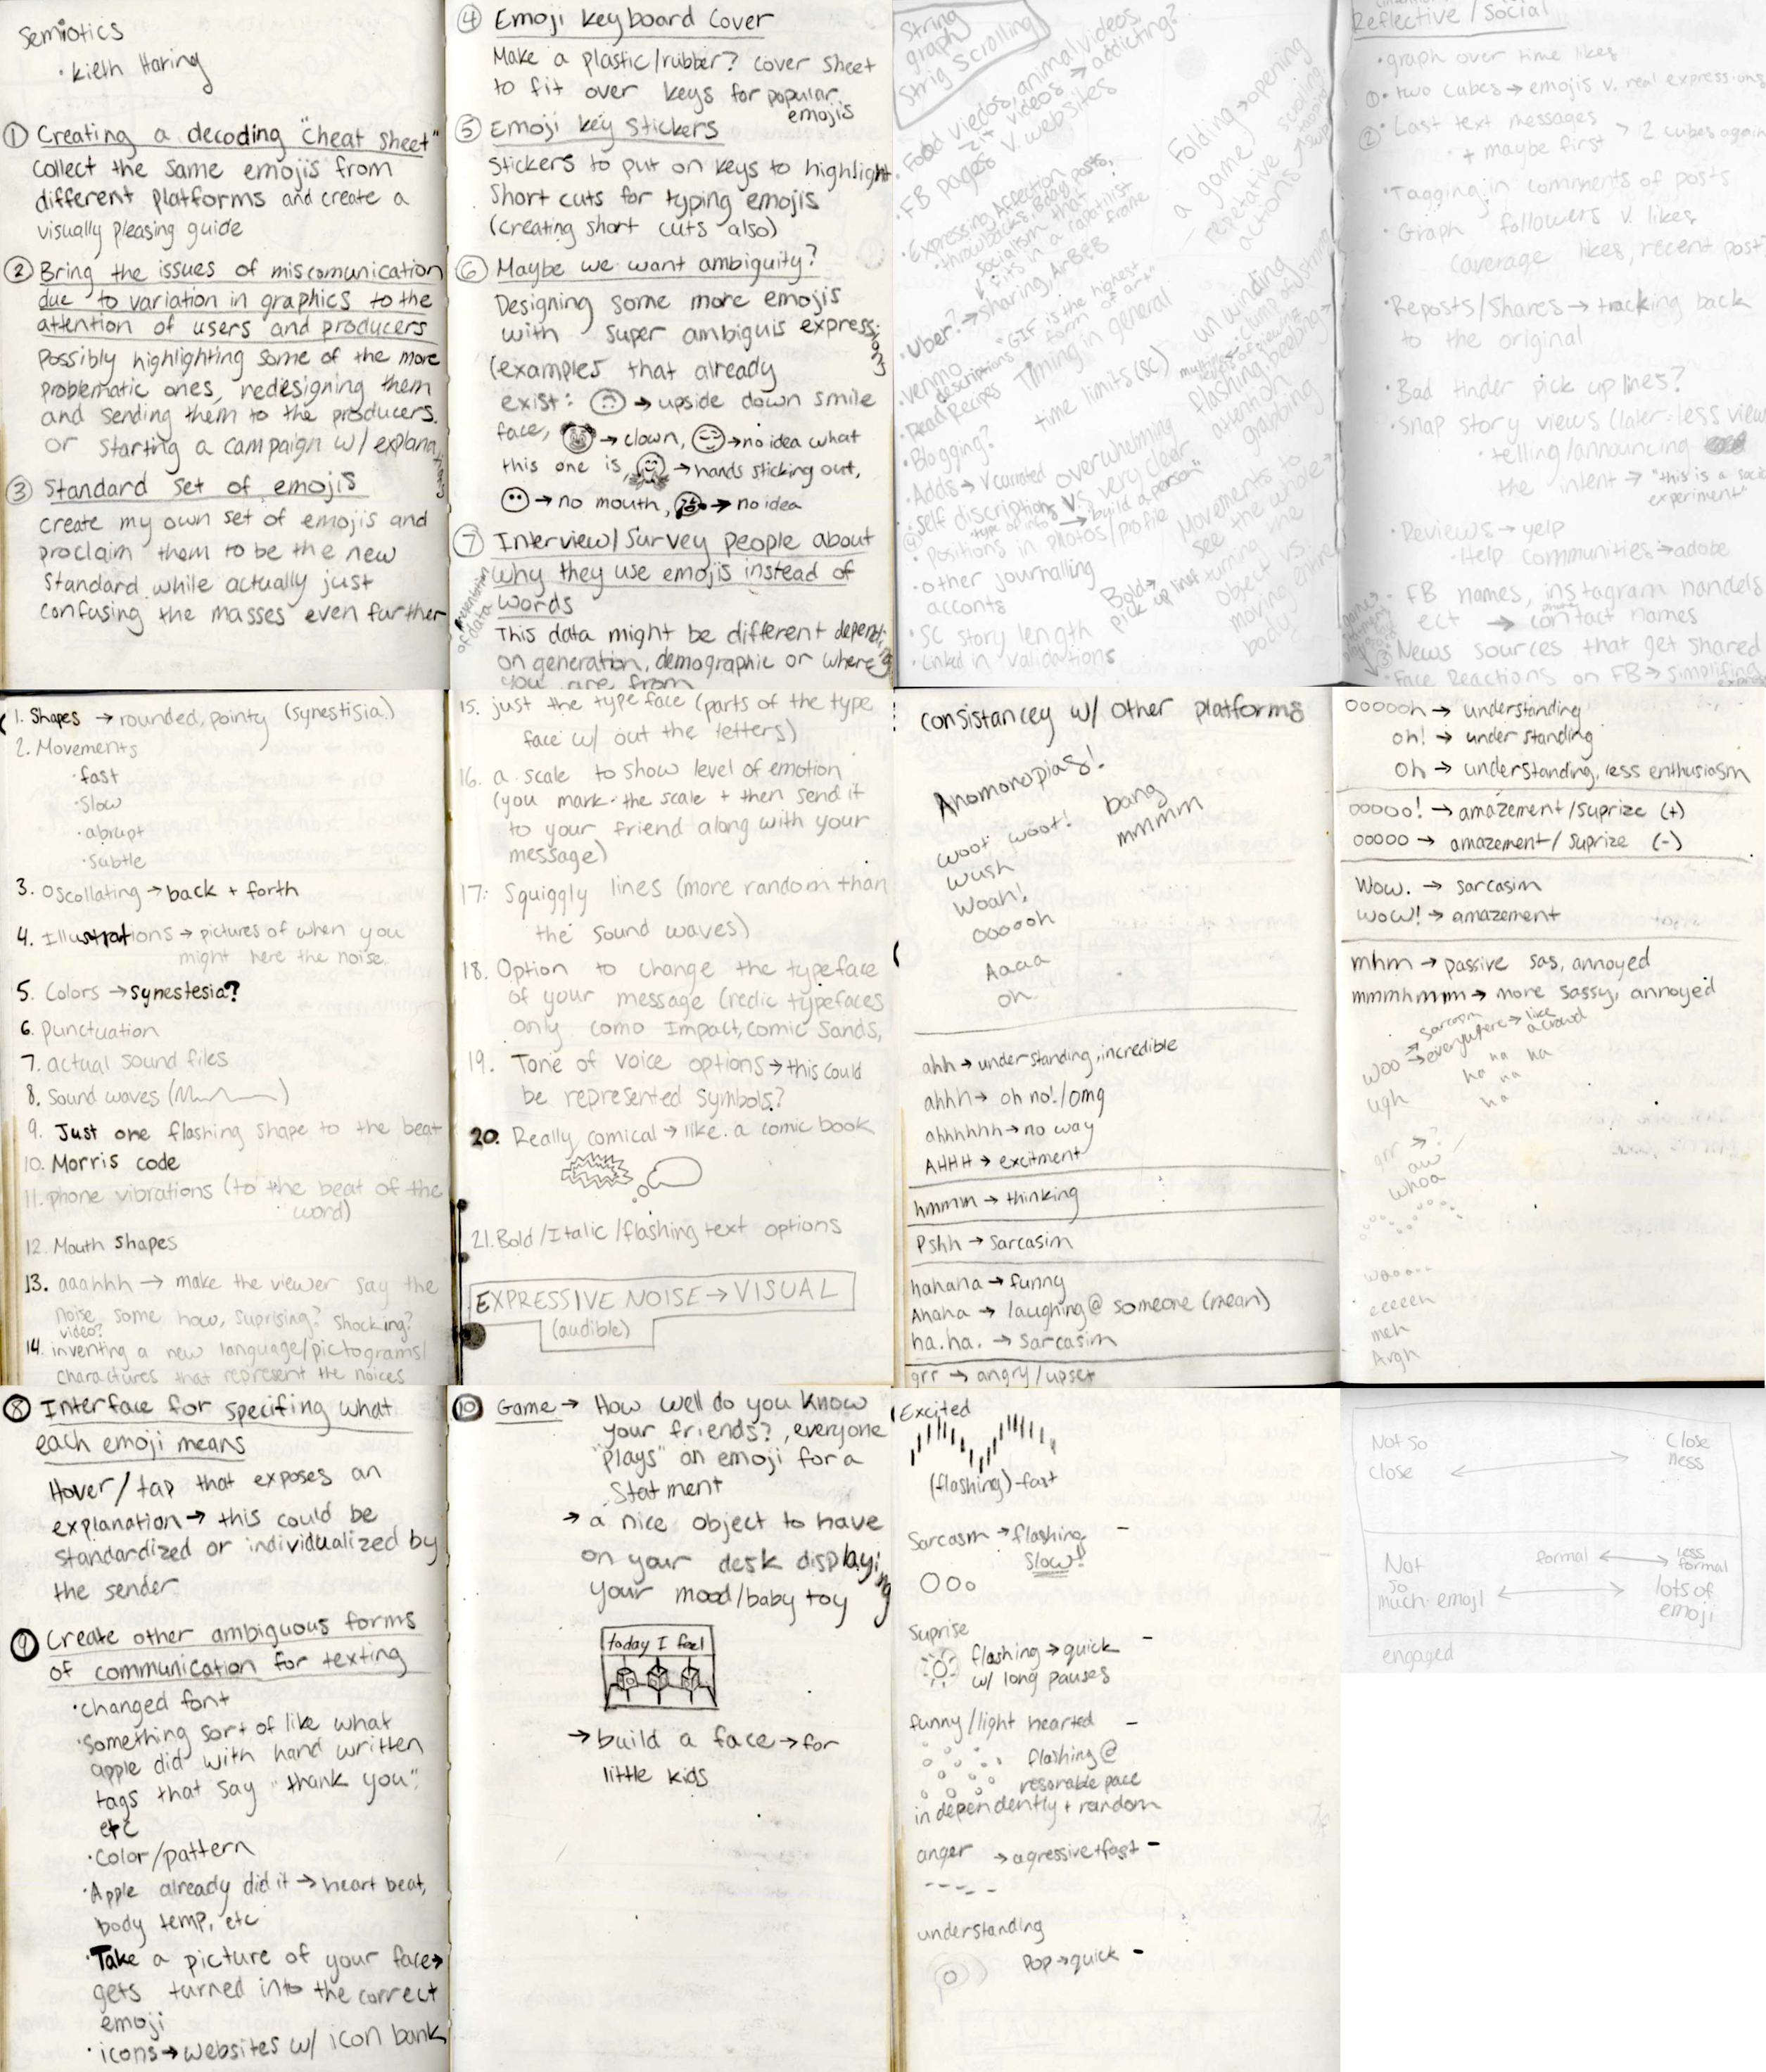 Semiotics
· Kieth Haring
① Creating a decoding "cheat sheet"
collect the same emojis from
different platforms and create a
visually pleasing guide
② Bring the issues of miscomunication
due to variation in graphics to the
attention of users and producers
possibly highlighting some of the more
problematic ones, redesigning them
and sending them to the producers.
or starting a campaign w/ explanations
③ Standard set of emojis
create my own set of emojis and
proclaim them to be the new
standard while actually just
confusing the masses even further
④ Emoji keyboard cover
Make a plastic/rubber? cover sheet
to fit over keys for popular
emojis
⑤ Emoji key stickers
Stickers to put on keys to highlight
short cuts for typing emojis
(creating short cuts also)
⑥ Maybe we want ambiguity?
Designing some more emojis
with super ambiguis expressions
(examples that already
exist: → upside down smile
face, → clown, → no idea what
this one is, → hands sticking out,
→ no mouth, → no idea
⑦ Interview/survey people about
why they use emojis instead of
words
presentation of data
This data might be different depending
on generation, demographic or where
you are from
String
graph
Strig Scrolling
· Food Viedos, animal videos,
zit videos → addicting?
· FB pages V. websites
· Expressing Affection
· throwbacks, Bday posts,
socialism that
fits in a capatilist
frame
· Uber? → sharing, AirB&B
"GIF is the highest
form of art"
· venmo
descriptions
Timing in general
· Read Recipts
time limits (sc)
· Blogging?
· Adds → curated
overwhelming
vs. very clear
· self discriptions
type of info → "build a person"
· Positions in photos/profile
· other journalling
acconts
Bold →
pick up lines
· SC story length
· Linked in validations
Folding → opening
a game
repetative
actions
unwinding
flashing, beeping →
attention
grabbing
Movements to
see the whole →
turning me
object vs.
moving entire
body
Reflective/Social
· graph over time likes
① · two cubes → emojis v. real expressions
② · Last text messages
· + maybe first > 2 cubes again
· Tagging in comments of posts
· Graph followers v. likes
(average likes, recent post)
· Reposts/Shares → tracking back
to the original
· Bad tinder pick up lines?
· Snap story views (later: less views
· telling/announcing
the intent → "this is a social
experiment"
· Reviews → yelp
· Help communities → adobe
· FB names, instagram handels
ect → phone contact names
③ · News sources that get shared
· Face Reactions on FB → simplifing
1. Shapes → rounded, pointy (synestisia)
2. Movements
· fast
· Slow
· abrupt
· subtle
3. Oscollating → back + forth
4. Illustrations → pictures of when you
might here the noise
5. Colors → synestesia?
6. punctuation
7. actual sound files
8. Sound waves ( )
9. Just one flashing shape to the beat
10. Morris code
11. phone vibrations (to the beat of the
word)
12. Mouth shapes
13. aaahhh → make the viewer say the
noise some how, suprising? shocking?
video?
14. inventing a new language/pictograms/
charactures that represent the noices
15. just the type face (parts of the type
face w/ out the letters)
16. a scale to show level of emotion
(you mark the scale + then send it
to your friend along with your
message)
17. Squiggly lines (more random than
the sound waves)
18. Option to change the typeface
of your message (redic typefaces
only como Impact, Comic Sands,
19. Tone of voice options → this could
be represented symbols?
20. Really comical → like a comic book
21. Bold/Italic/flashing text options
EXPRESSIVE NOISE → VISUAL
(audible)
consistancey w/ other platforms
Anomonopias!
woot woot! bang
mmmm
wush
Woah!
oooooh
Aaaa
oh
ahh → understanding, incredible
ahhh → oh no!/omg
ahhhhhh → no way
AHHH → excitment
hmmm → thinking
Pshh → sarcasim
hahaha → funny
Ahaha → laughing @ someone (mean)
ha. ha. → sarcasim
grr → angry/upset
ooooh → understanding
oh! → under standing
Oh → understanding, less enthusiasm
ooooo! → amazement/suprize (+)
ooooo → amazement/suprize (-)
Wow. → sarcasim
wow! → amazement
mhm → passive sas, annoyed
mmmhmmm → more sassy, annoyed
woo → sarcasm
→ everywhere → like a crowd
ha ha
ha ha
ha
ugh
grr → ?
aw
whoa
waoooo
eeeeeh
meh
Argh
⑧ Interface for specifing what
each emoji means
Hover/tap that exposes an
explanation → this could be
standardized or individualized by
the sender
⑨ Create other ambiguous forms
of communication for texting
· changed font
· something sort of like what
apple did with hand written
tags that say "thank you",
etc
· Color/pattern
· Apple already did it → heart beat,
body temp, etc
· Take a picture of your face →
gets turned into the correct
emoji
· icons → websites w/ icon bank
⑩ Game → How well do you know
your friends?, everyone
"plays" an emoji for a
Statment
→ a nice object to have
on your desk displaying
your mood/baby toy
today I feel
→ build a face → for
little kids
Excited
(flashing)-fast
Sarcasm → flashing -
Slow!
Suprise
flashing → quick -
w/ long pauses
funny/light hearted -
flashing @
resorable pace
independently + random
anger → agressive + fast -
understanding
Pop → quick -
Not so
close
Close
ness
formal
less
formal
Not
so
much emoji
lots of
emoji
engaged